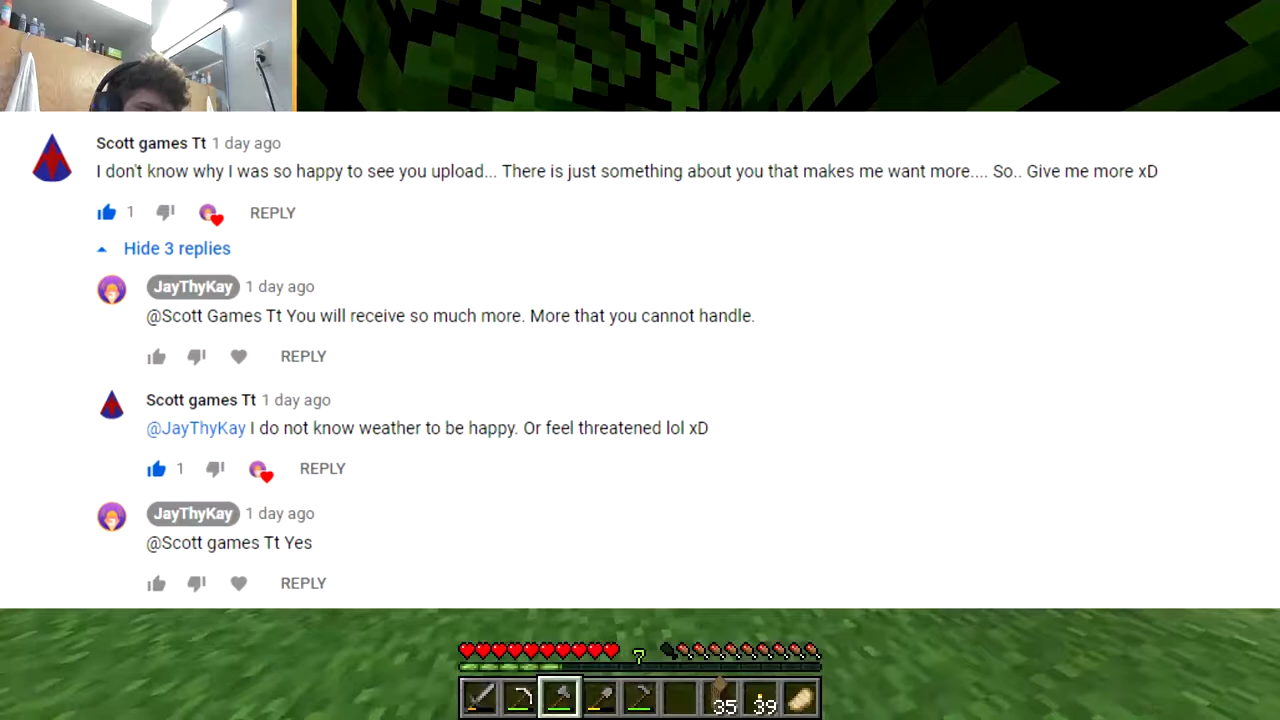 Scott games Tt 1 day ago
I don't know why I was so happy to see you upload... There is just something about you that makes me want more.... So.. Give me more xD
1 REPLY
Hide 3 replies
JayThyKay 1 day ago
@Scott Games Tt You will receive so much more. More that you cannot handle.
REPLY
Scott games Tt 1 day ago
@JayThyKay I do not know weather to be happy. Or feel threatened lol xD
1 REPLY
JayThyKay 1 day ago
@Scott games Tt Yes
REPLY
7
35 39